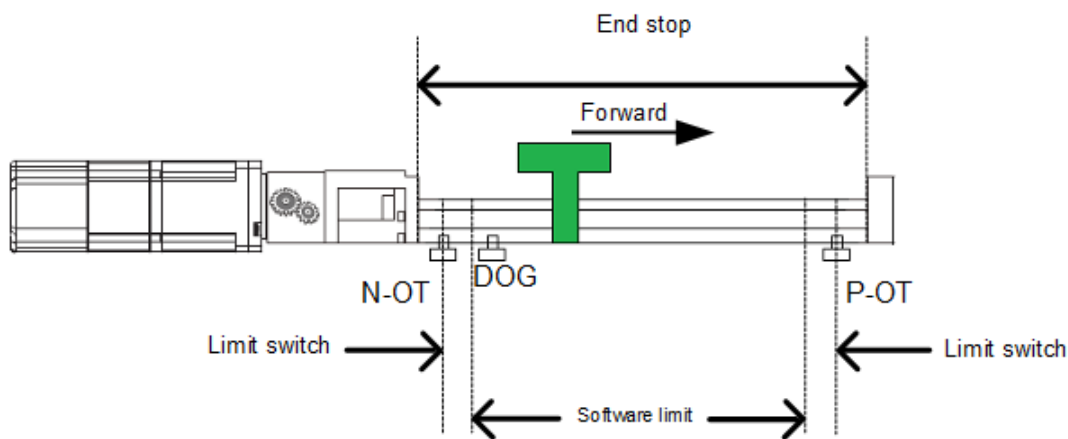 End stop
Forward
N-OT
DOG
P-OT
Limit switch
Limit switch
Software limit